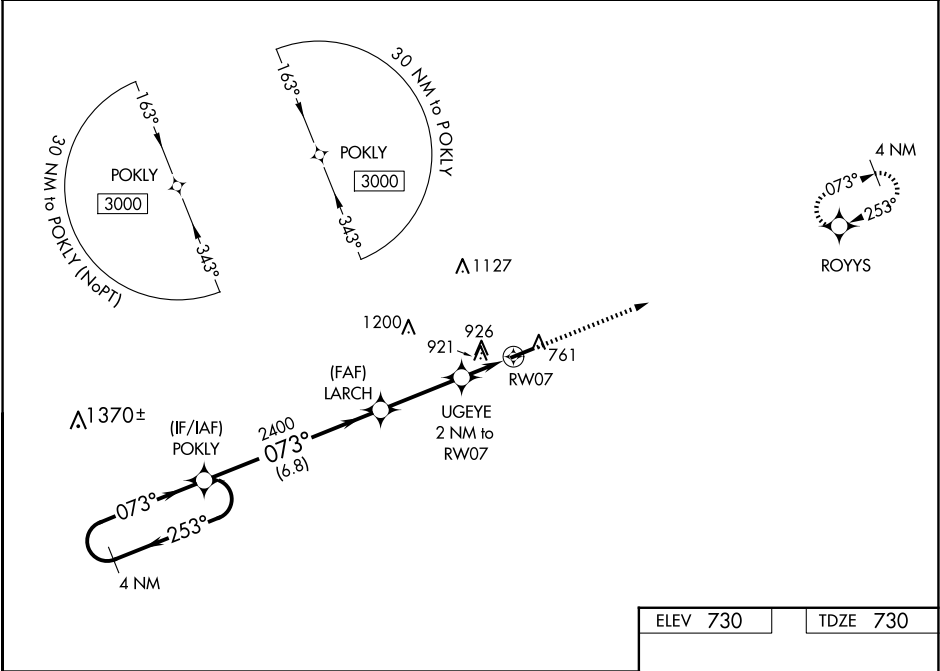 163°
POKLY
3000
343°
30 NM to POKLY (NoPT)
163°
POKLY
3000
343°
30 NM to POKLY
4 NM
073°
253°
ROYYS
1127
1200
926
921
761
RW07
(FAF)
LARCH
UGEYE
2 NM to
RW07
1370±
(IF/IAF)
POKLY
2400
073°
(6.8)
073°
253°
4 NM
ELEV 730
TDZE 730